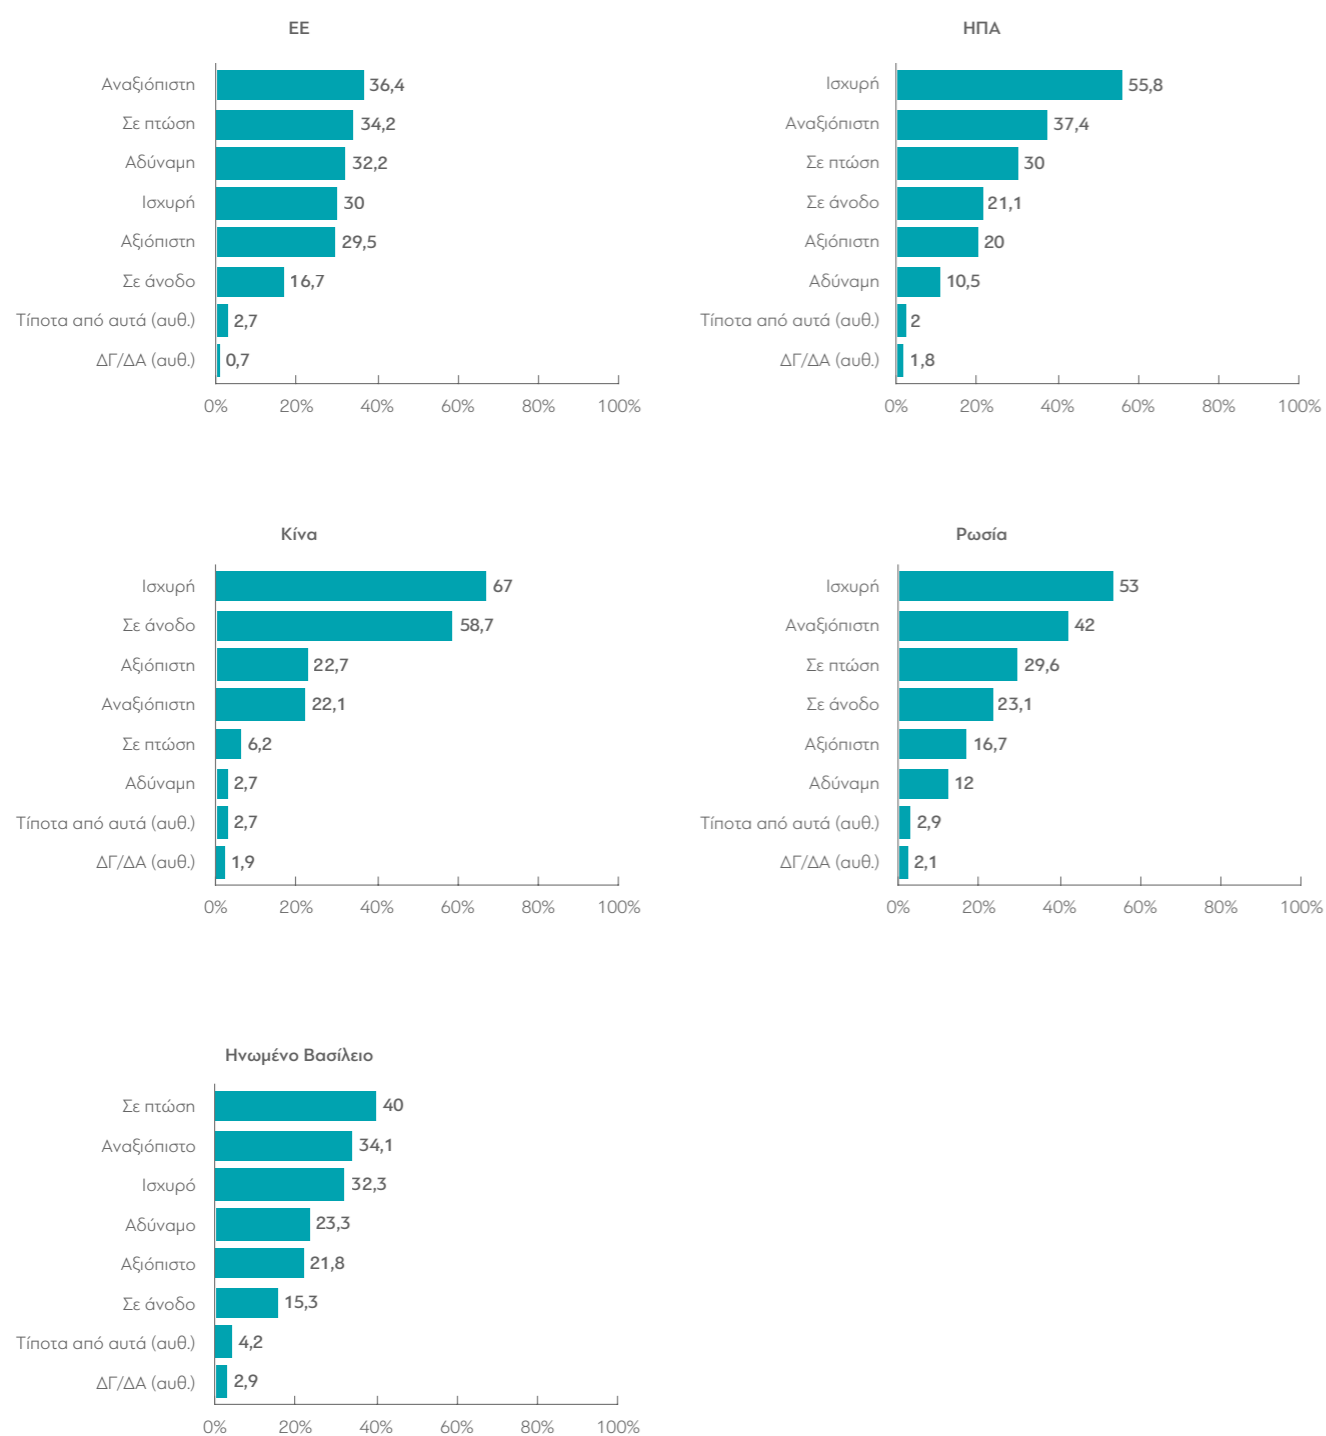 ΕΕ
Αναξιόπιστη 36,4
Σε πτώση 34,2
Αδύναμη 32,2
Ισχυρή 30
Αξιόπιστη 29,5
Σε άνοδο 16,7
Τίποτα από αυτά (αυθ.) 2,7
ΔΓ/ΔΑ (αυθ.) 0,7
0% 20% 40% 60% 80% 100%
ΗΠΑ
Ισχυρή 55,8
Αναξιόπιστη 37,4
Σε πτώση 30
Σε άνοδο 21,1
Αξιόπιστη 20
Αδύναμη 10,5
Τίποτα από αυτά (αυθ.) 2
ΔΓ/ΔΑ (αυθ.) 1,8
0% 20% 40% 60% 80% 100%
Κίνα
Ισχυρή 67
Σε άνοδο 58,7
Αξιόπιστη 22,7
Αναξιόπιστη 22,1
Σε πτώση 6,2
Αδύναμη 2,7
Τίποτα από αυτά (αυθ.) 2,7
ΔΓ/ΔΑ (αυθ.) 1,9
0% 20% 40% 60% 80% 100%
Ρωσία
Ισχυρή 53
Αναξιόπιστη 42
Σε πτώση 29,6
Σε άνοδο 23,1
Αξιόπιστη 16,7
Αδύναμη 12
Τίποτα από αυτά (αυθ.) 2,9
ΔΓ/ΔΑ (αυθ.) 2,1
0% 20% 40% 60% 80% 100%
Ηνωμένο Βασίλειο
Σε πτώση 40
Αναξιόπιστο 34,1
Ισχυρό 32,3
Αδύναμο 23,3
Αξιόπιστο 21,8
Σε άνοδο 15,3
Τίποτα από αυτά (αυθ.) 4,2
ΔΓ/ΔΑ (αυθ.) 2,9
0% 20% 40% 60% 80% 100%